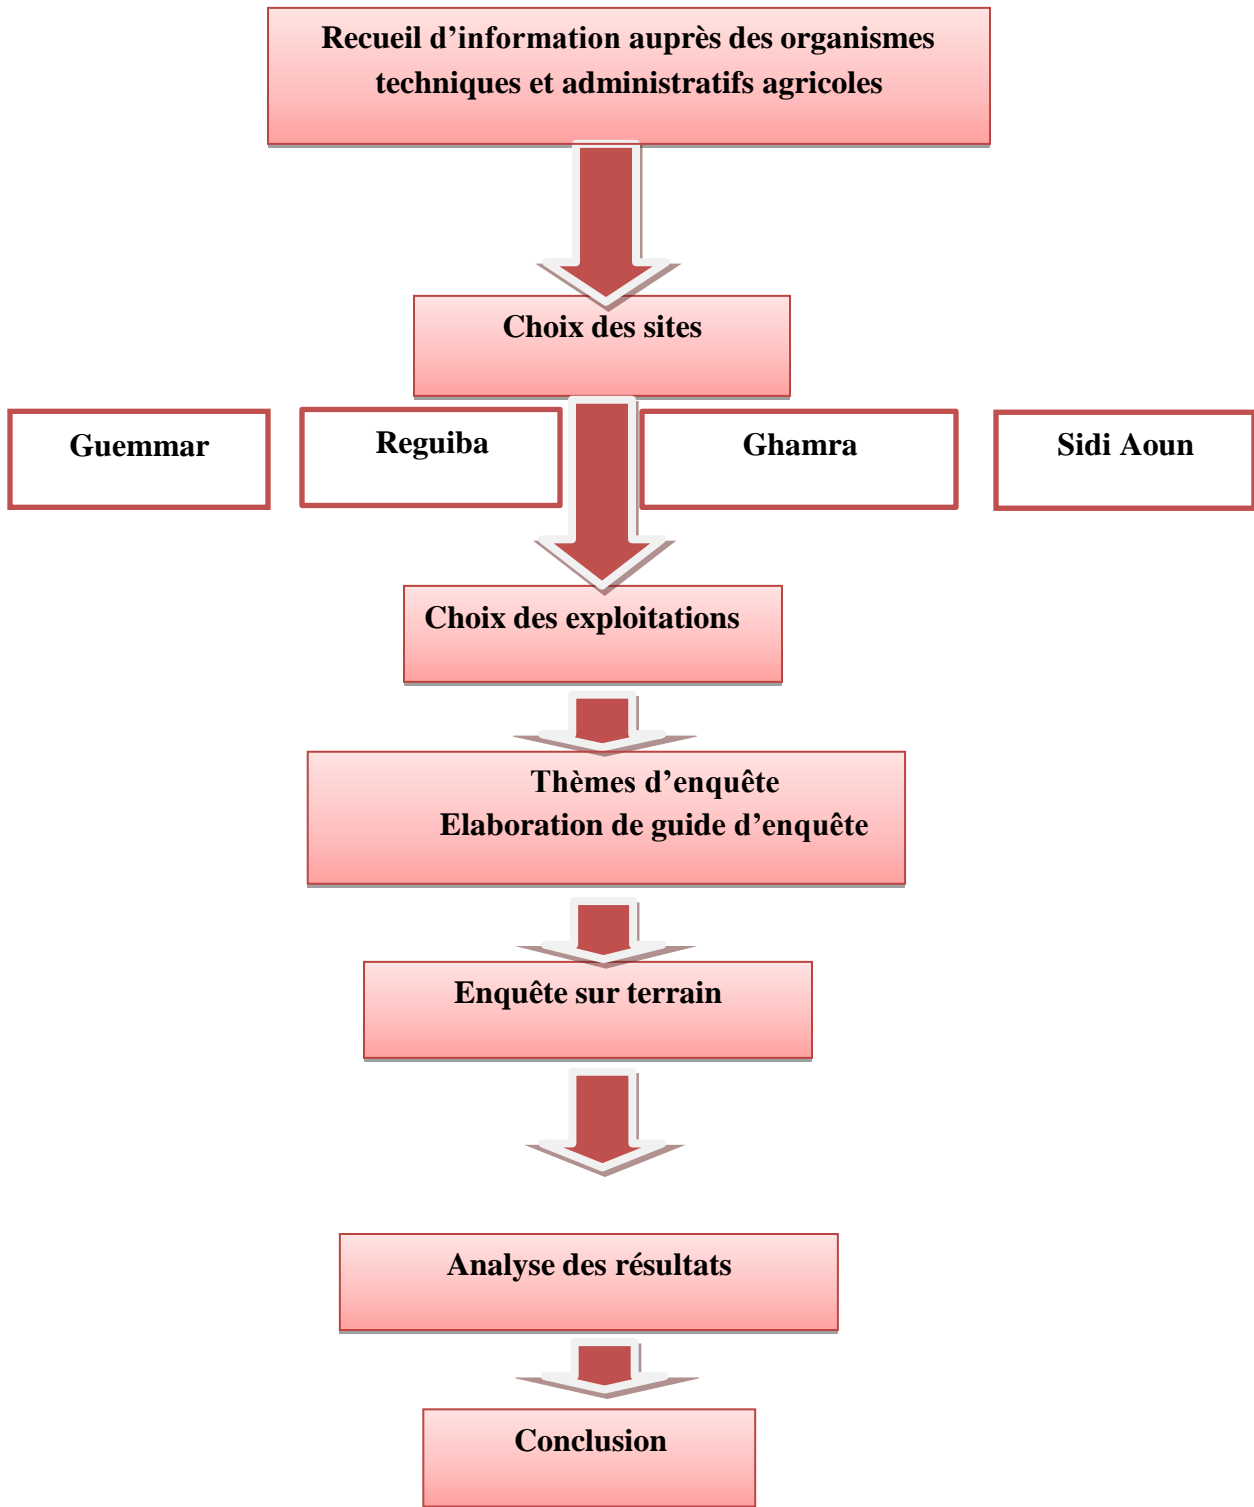 Recueil d’information auprès des organismes
techniques et administratifs agricoles
Choix des sites
Guemmar
Reguiba
Ghamra
Sidi Aoun
Choix des exploitations
Thèmes d’enquête
Elaboration de guide d’enquête
Enquête sur terrain
Analyse des résultats
Conclusion